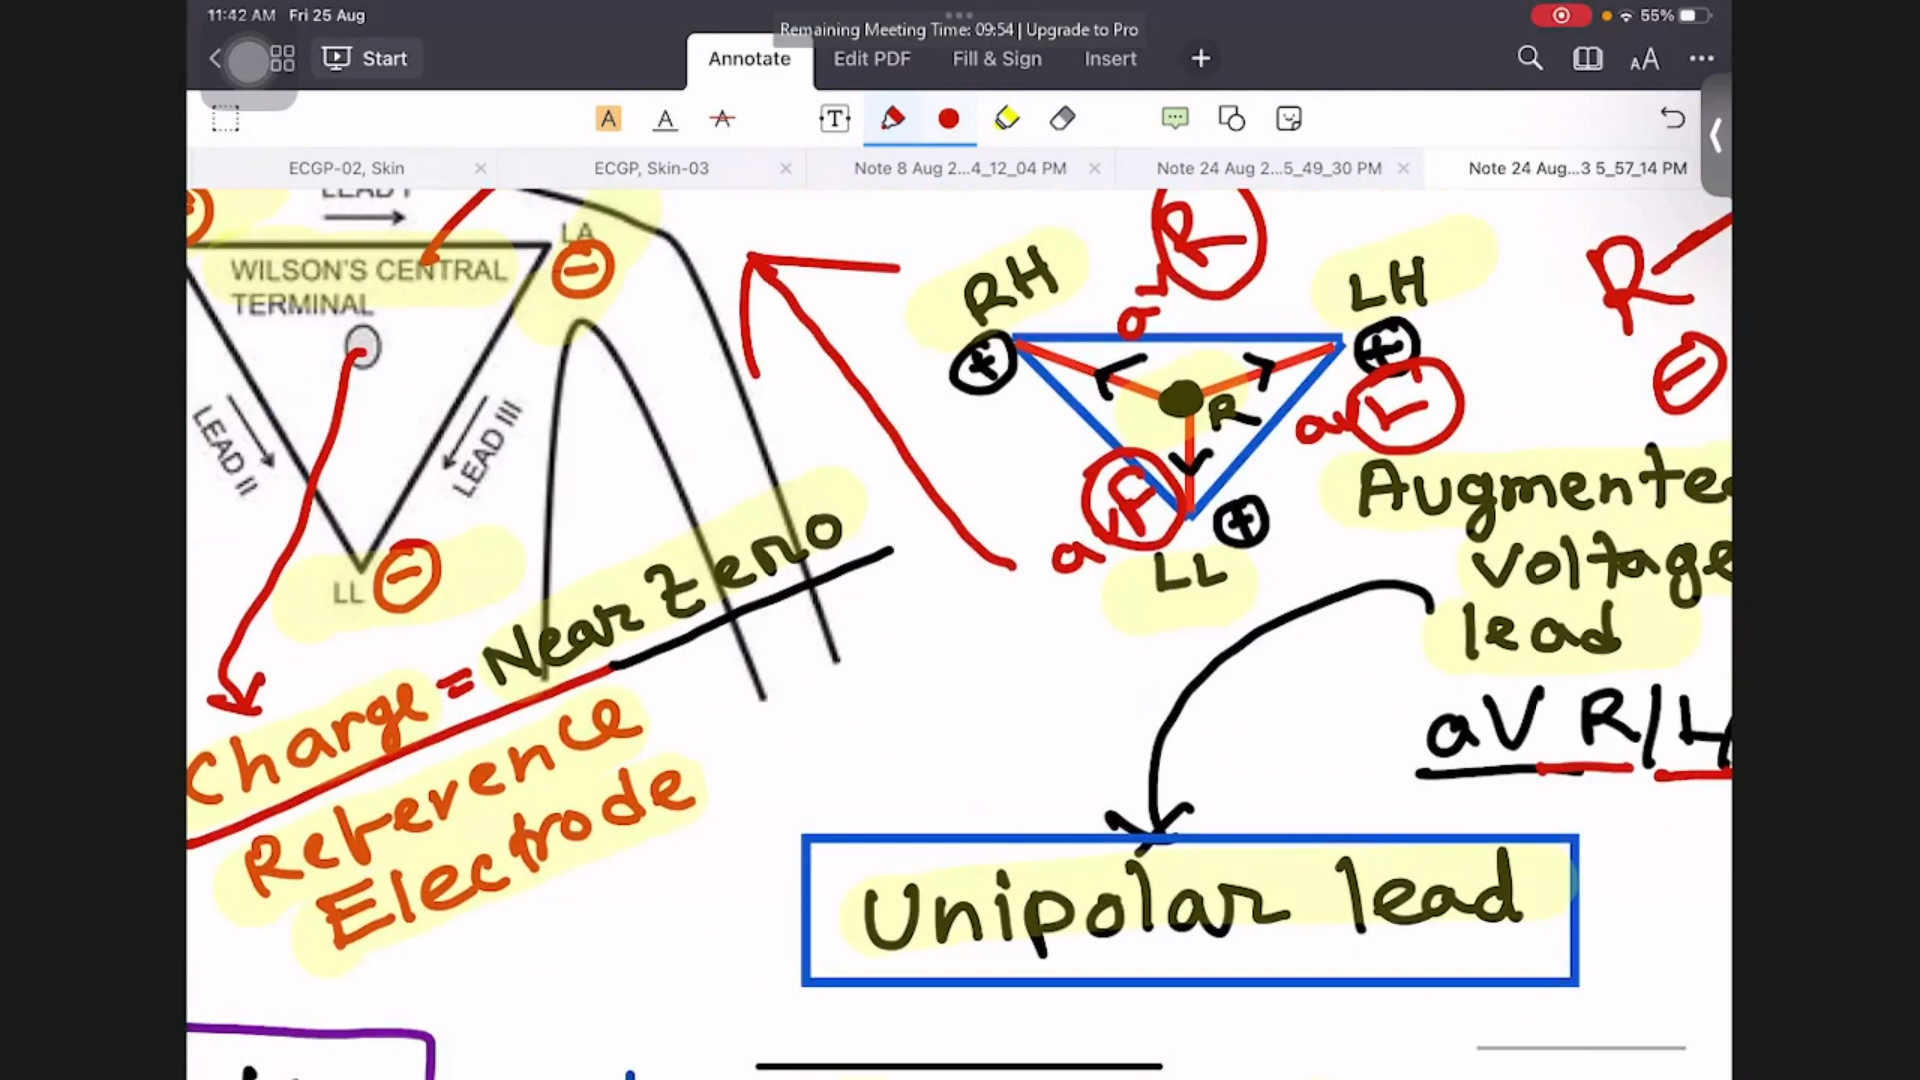 11:42 AM Fri 25 Aug
Remaining Meeting Time: 09:54 | Upgrade to Pro
55%
Start
Annotate
Edit PDF
Fill & Sign
Insert
ECGP-02, Skin
ECGP, Skin-03
Note 8 Aug 2...4_12_04 PM
Note 24 Aug 2...5_49_30 PM
Note 24 Aug...3 5_57_14 PM
LEAD I
LA
WILSON'S CENTRAL
TERMINAL
LEAD II
LEAD III
LL
RH
aVR
LH
R
aVL
aVF
LL
R
Augmente
voltage
lead
aV R/L/
Charge = Near Zero
Reference
Electrode
Unipolar lead